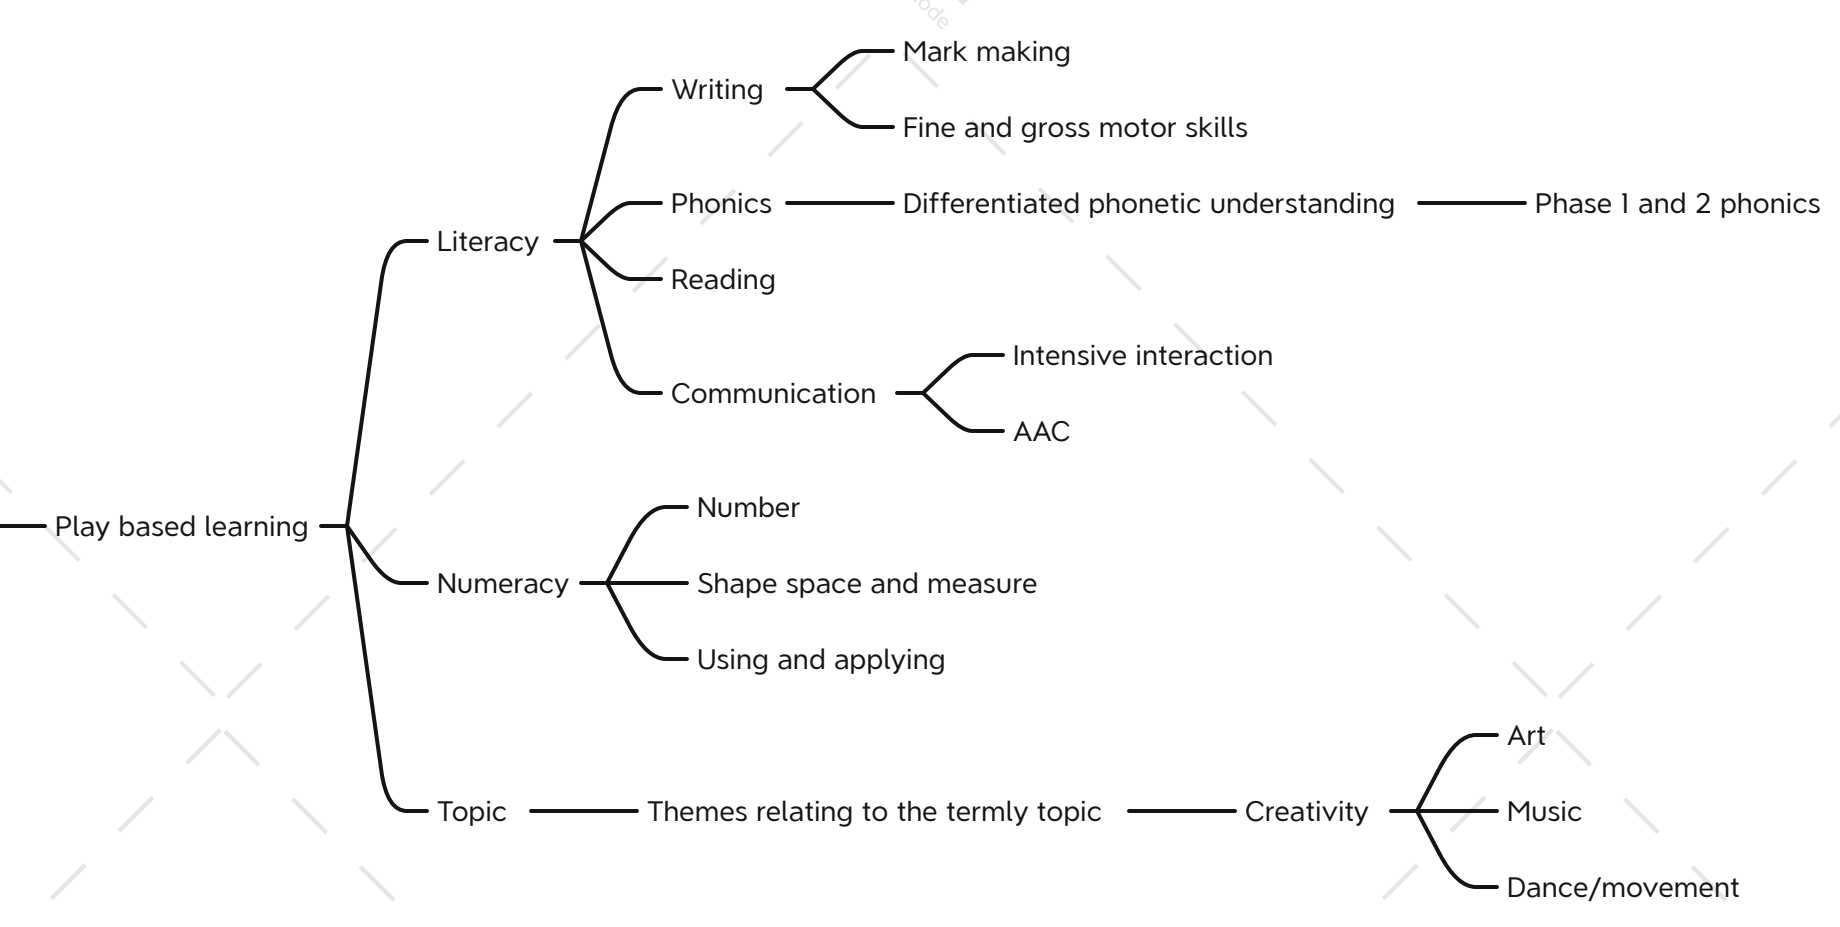 Mark making
Writing
Fine and gross motor skills
Phonics
Differentiated phonetic understanding
Phase 1 and 2 phonics
Literacy
Reading
Intensive interaction
Communication
AAC
Number
Play based learning
Numeracy
Shape space and measure
Using and applying
Art
Topic
Themes relating to the termly topic
Creativity
Music
Dance/movement